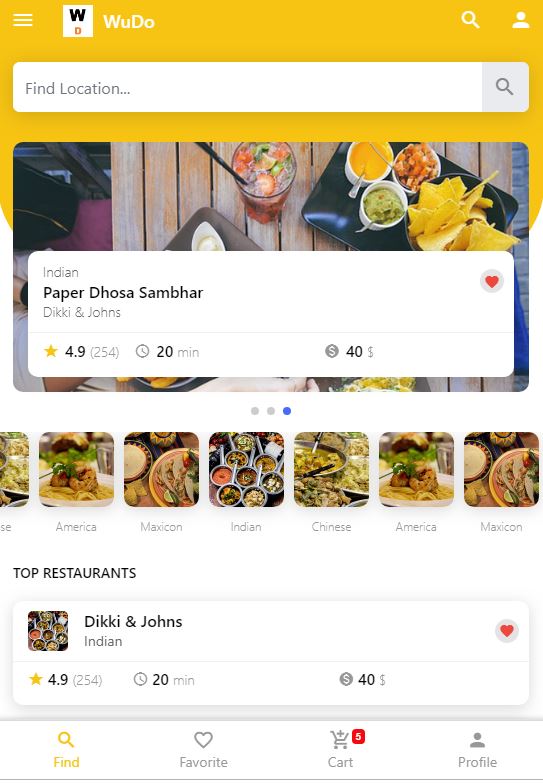 W
D
WuDo
Find Location...
Indian
Paper Dhosa Sambhar
Dikki & Johns
4.9 (254) 20 min 40 $
se America Maxicon Indian Chinese America Maxicon
TOP RESTAURANTS
Dikki & Johns
Indian
4.9 (254) 20 min 40 $
5
Find Favorite Cart Profile